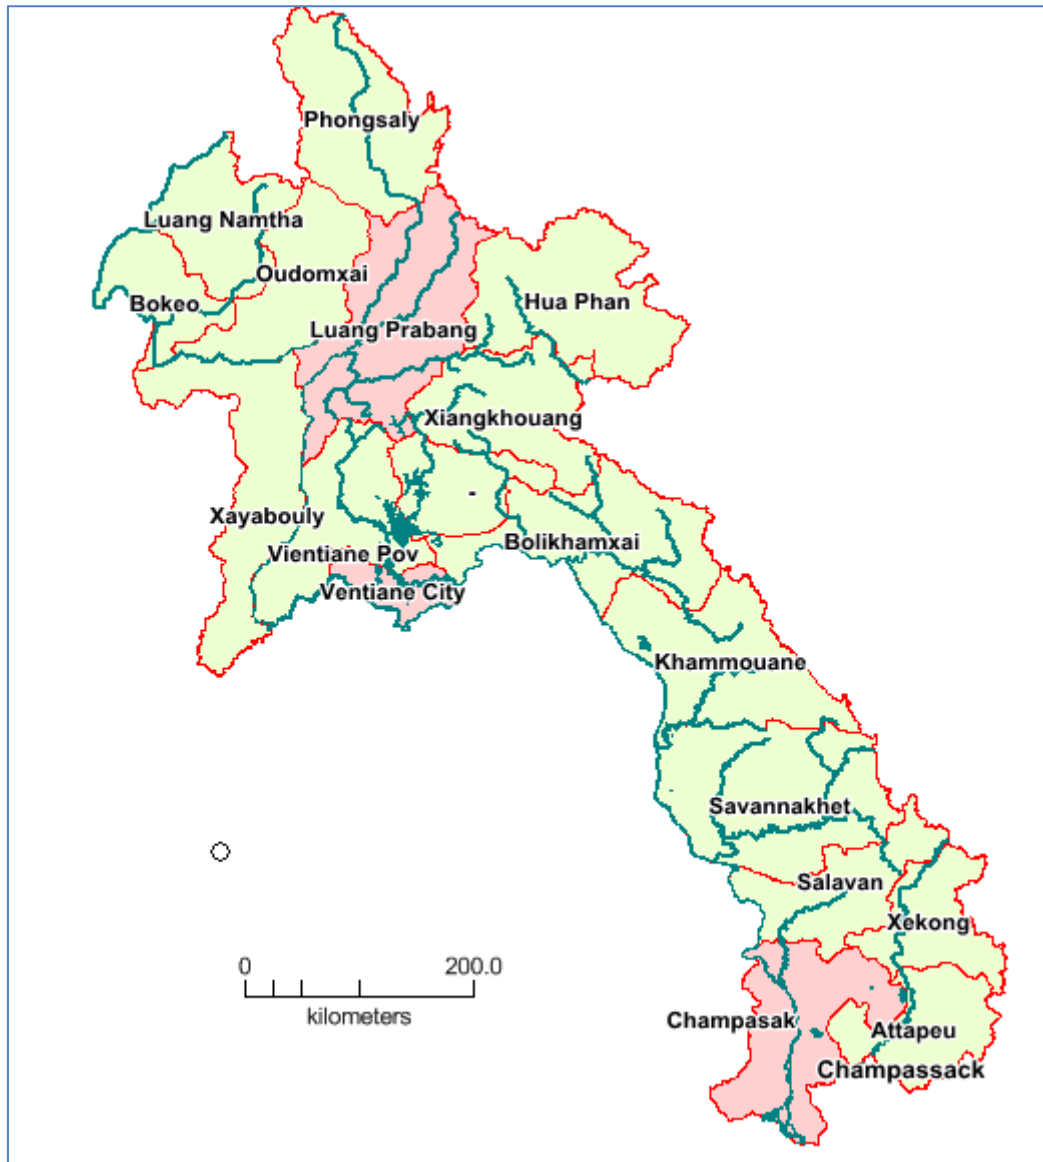 Phongsaly
Luang Namtha
Oudomxai
Bokeo
Hua Phan
Luang Prabang
Xiangkhouang
Xayabouly
Bolikhamxai
Vientiane Pov
Ventiane City
Khammouane
Savannakhet
Salavan
Xekong
0 200.0
kilometers
Champasak
Attapeu
Champassack